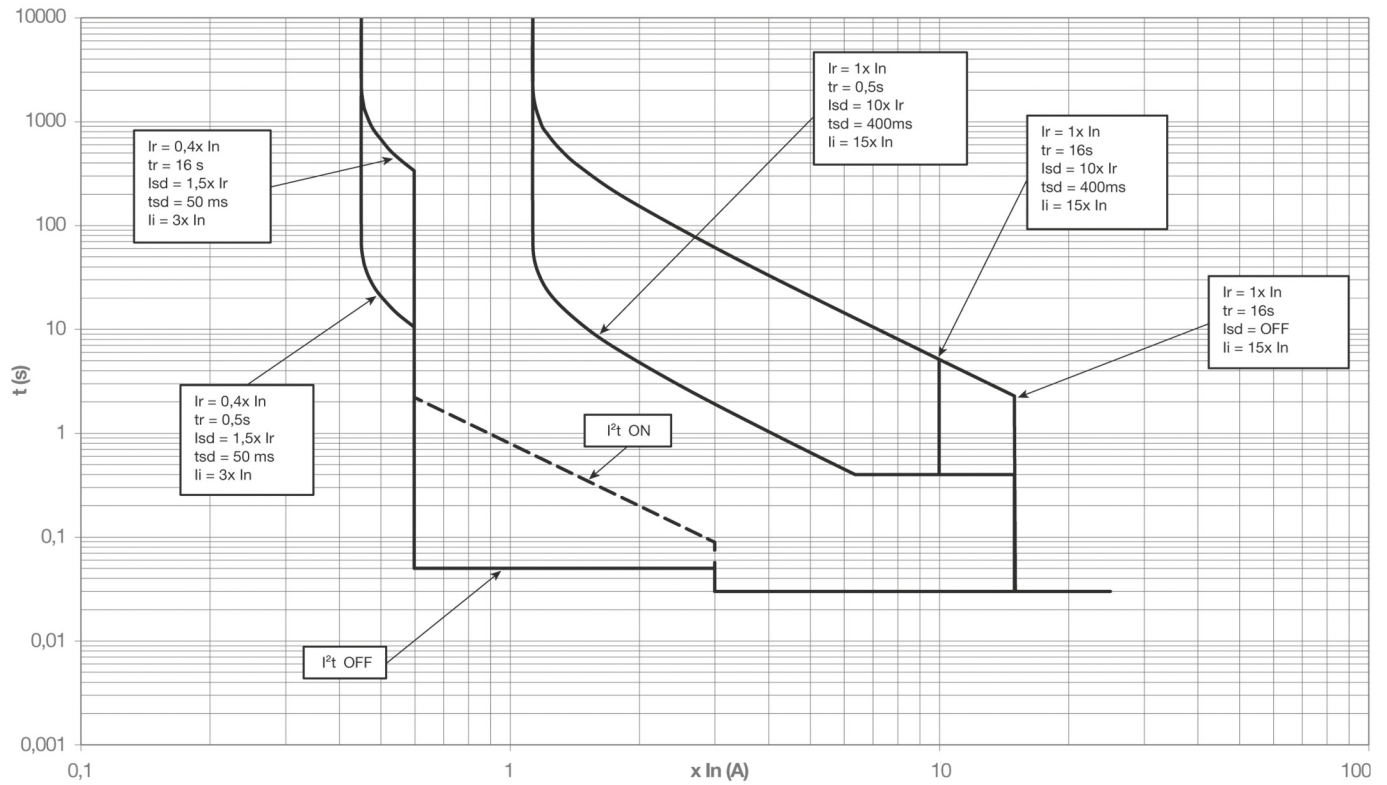 10000
1000
100
10
1
0,1
0,01
0,001
t (s)
Ir = 0,4x In
tr = 16 s
Isd = 1,5x Ir
tsd = 50 ms
Ii = 3x In
Ir = 1x In
tr = 0,5s
Isd = 10x Ir
tsd = 400ms
Ii = 15x In
Ir = 1x In
tr = 16s
Isd = 10x Ir
tsd = 400ms
Ii = 15x In
Ir = 1x In
tr = 16s
Isd = OFF
Ii = 15x In
Ir = 0,4x In
tr = 0,5s
Isd = 1,5x Ir
tsd = 50 ms
Ii = 3x In
I²t ON
I²t OFF
0,1
1
x In (A)
10
100